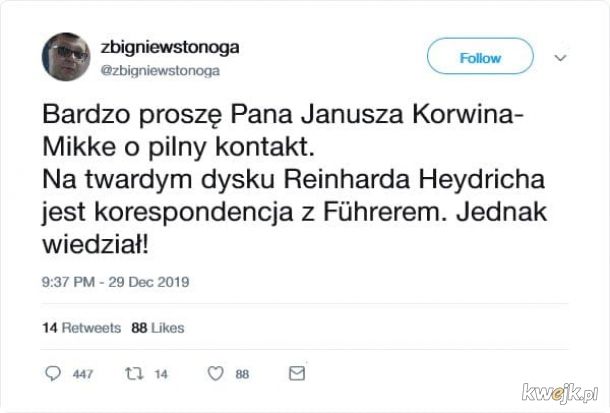 zbigniewstonoga
@zbigniewstonoga
Follow
Bardzo proszę Pana Janusza Korwina-
Mikke o pilny kontakt.
Na twardym dysku Reinharda Heydricha
jest korespondencja z Führerem. Jednak
wiedział!
9:37 PM - 29 Dec 2019
14 Retweets 88 Likes
447 14 88
kwejk.pl